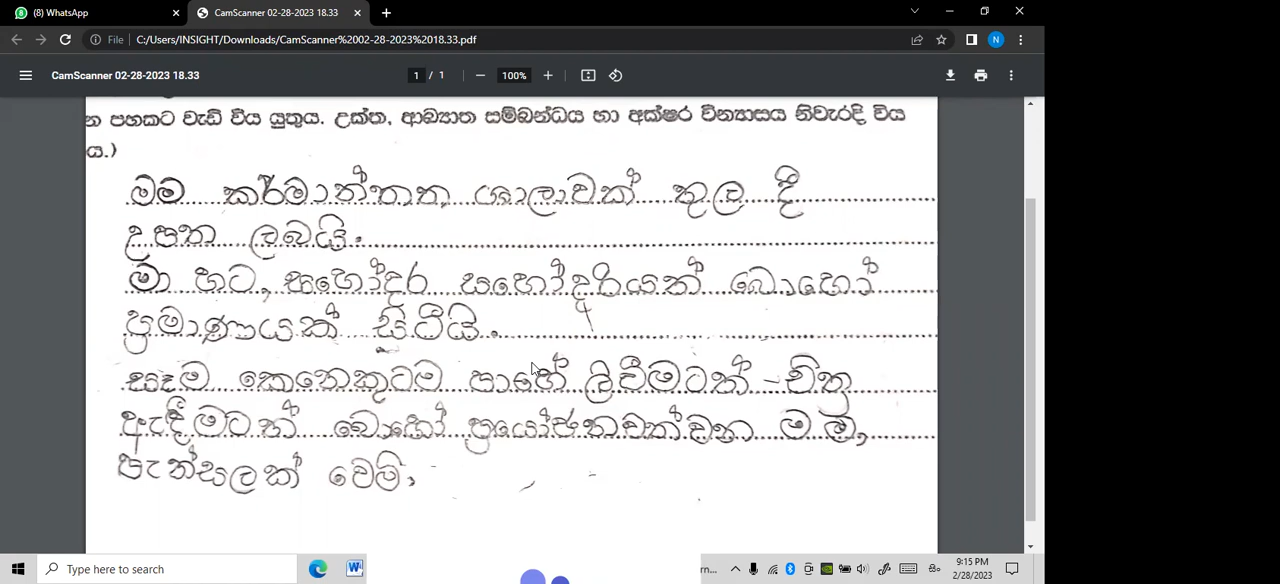 (8) WhatsApp
CamScanner 02-28-2023 18.33
File C:/Users/INSIGHT/Downloads/CamScanner%2002-28-2023%2018.33.pdf
N
CamScanner 02-28-2023 18.33
1 / 1
100%
න පහකට වැඩි විය යුතුය. උක්ත, ආඛ්‍යාත සම්බන්ධය හා අක්ෂර වින්‍යාසය නිවැරදි විය
ය.)
මම කර්මාන්තත ශාලාවක් තුල දී
උපත ලබයි.
මා හට, සහෝදර සහෝදරියන් බොහෝ
ප්‍රමාණයක් සිටියි.
සෑම කෙනෙකුටම පාහේ ලිවීමටත් - චිත්‍ර
ඇඳීමටත් බොහෝ ප්‍රයෝජනවත්වන මම,
පැන්සලක් වෙමි.
Type here to search
rn...
9:15 PM
2/28/2023